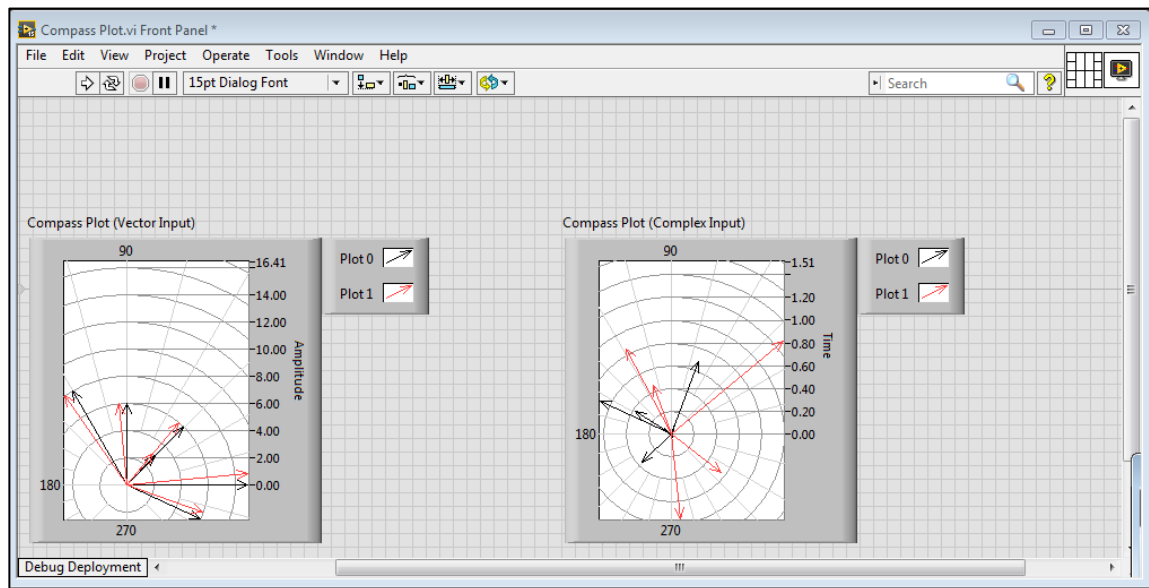 Compass Plot.vi Front Panel *
File Edit View Project Operate Tools Window Help
15pt Dialog Font
Search
?
Compass Plot (Vector Input)
90
16.41
14.00
12.00
10.00
8.00
6.00
4.00
2.00
0.00
Amplitude
180
270
Plot 0
Plot 1
Compass Plot (Complex Input)
90
1.51
1.20
1.00
0.80
0.60
0.40
0.20
0.00
Time
180
270
Plot 0
Plot 1
Debug Deployment